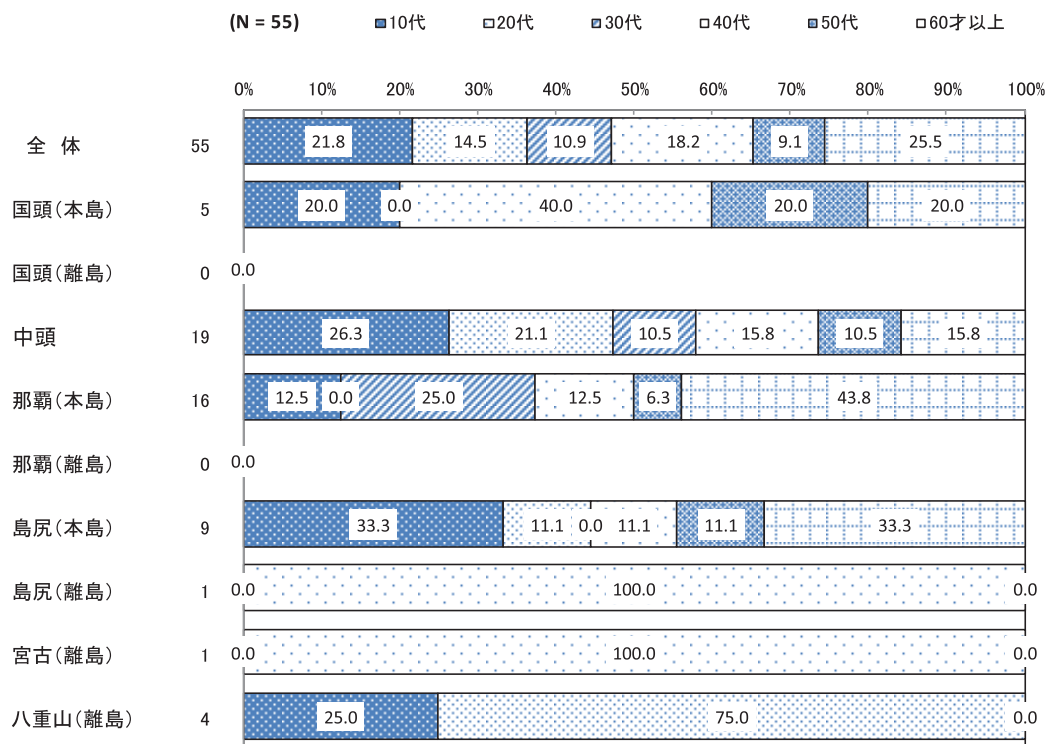 (N = 55) ■10代 □20代 ■30代 □40代 ■50代 □60才以上
0% 10% 20% 30% 40% 50% 60% 70% 80% 90% 100%
全 体 55 21.8 14.5 10.9 18.2 9.1 25.5
国頭(本島) 5 20.0 0.0 40.0 20.0 20.0
国頭(離島) 0 0.0
中頭 19 26.3 21.1 10.5 15.8 10.5 15.8
那覇(本島) 16 12.5 0.0 25.0 12.5 6.3 43.8
那覇(離島) 0 0.0
島尻(本島) 9 33.3 11.1 0.0 11.1 11.1 33.3
島尻(離島) 1 0.0 100.0 0.0
宮古(離島) 1 0.0 100.0 0.0
八重山(離島) 4 25.0 75.0 0.0